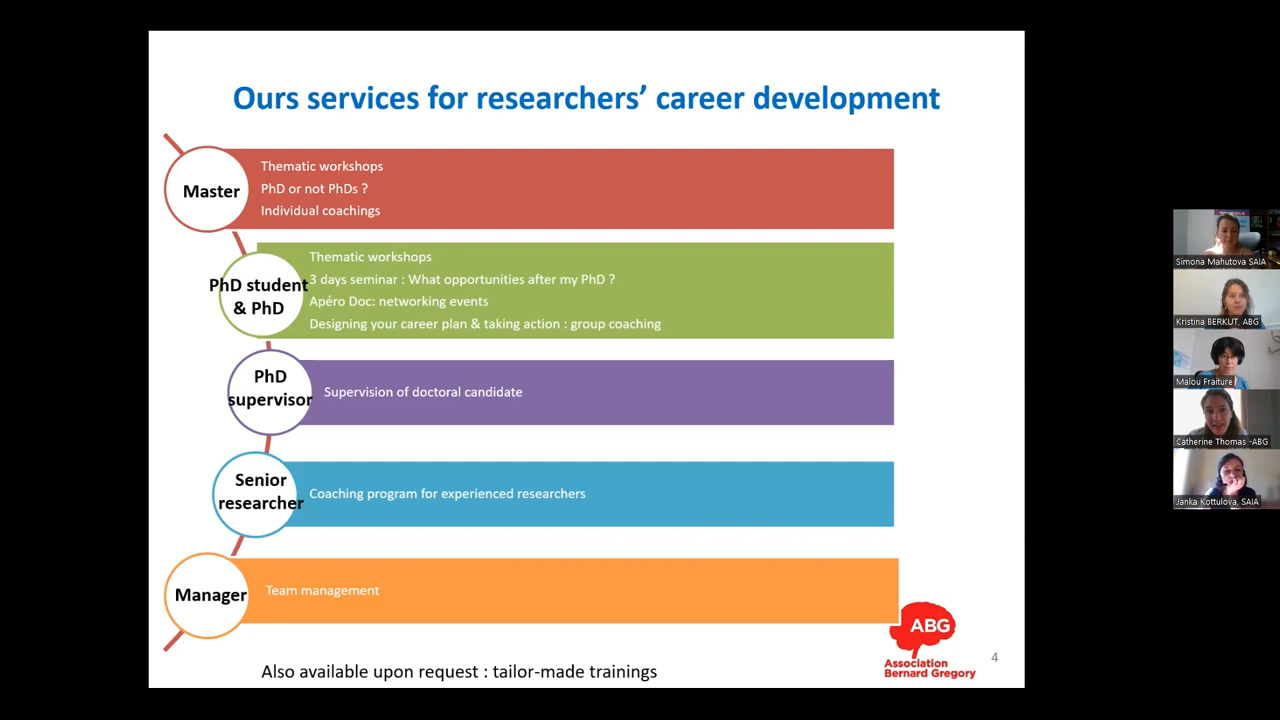 Ours services for researchers’ career development
Master
Thematic workshops
PhD or not PhDs ?
Individual coachings
PhD student
& PhD
Thematic workshops
3 days seminar : What opportunities after my PhD ?
Apéro Doc: networking events
Designing your career plan & taking action : group coaching
PhD
supervisor
Supervision of doctoral candidate
Senior
researcher
Coaching program for experienced researchers
Manager
Team management
Also available upon request : tailor-made trainings
ABG
Association
Bernard Gregory
4
Simona Mahutova SAIA
Kristina BERKUT, ABG
Malou Fraiture
Catherine Thomas -ABG
Janka Kottulova, SAIA